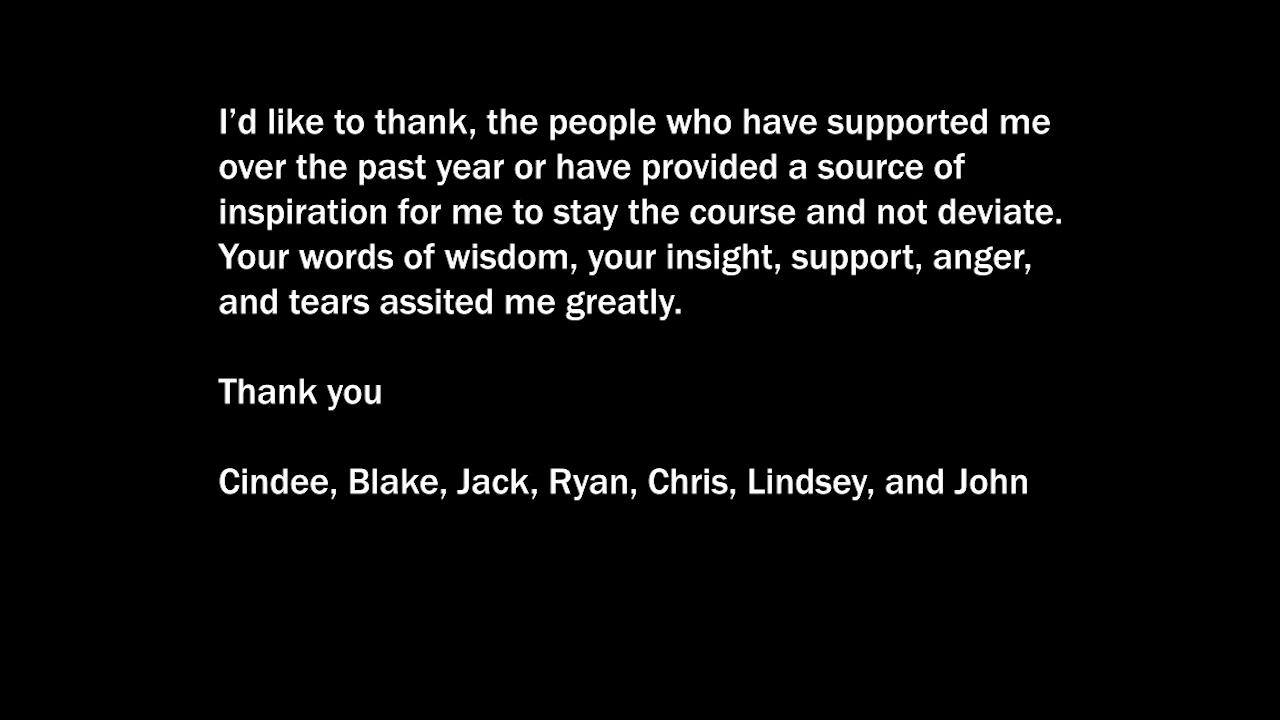 I’d like to thank, the people who have supported me
over the past year or have provided a source of
inspiration for me to stay the course and not deviate.
Your words of wisdom, your insight, support, anger,
and tears assited me greatly.
Thank you
Cindee, Blake, Jack, Ryan, Chris, Lindsey, and John